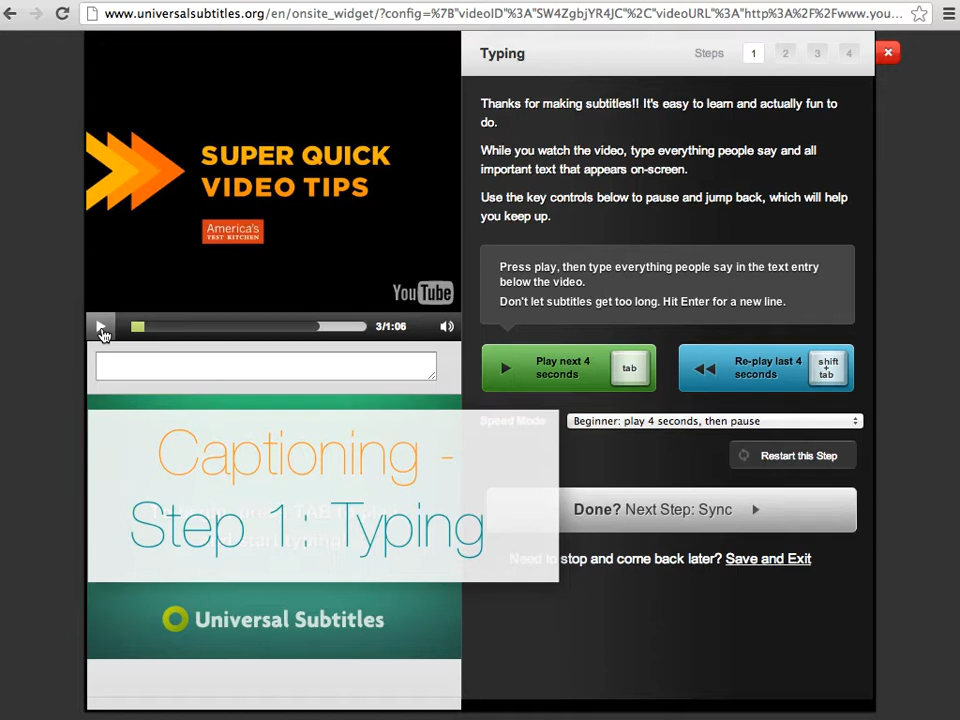 www.universalsubtitles.org/en/onsite_widget/?config=%7B"videoID"%3A"SW4ZgbjYR4JC"%2C"videoURL"%3A"http%3A%2F%2Fwww.you...
Typing
Steps 1 2 3 4
SUPER QUICK
VIDEO TIPS
America's
TEST KITCHEN
YouTube
3/1:06
Thanks for making subtitles!! It's easy to learn and actually fun to
do.
While you watch the video, type everything people say and all
important text that appears on-screen.
Use the key controls below to pause and jump back, which will help
you keep up.
Press play, then type everything people say in the text entry
below the video.
Don't let subtitles get too long. Hit Enter for a new line.
Play next 4
seconds
tab
Re-play last 4
seconds
shift
+
tab
Speed Mode
Beginner: play 4 seconds, then pause
Restart this Step
Captioning -
Step 1: Typing
Done? Next Step: Sync
Need to stop and come back later? Save and Exit
Universal Subtitles